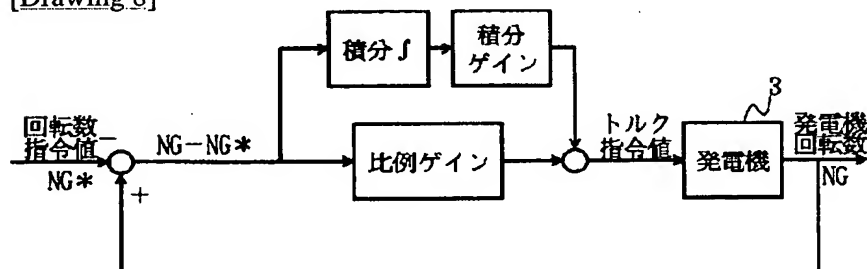 [Drawing 8]
積分∫
積分
ゲイン
回転数
指令値
NG*
−
+
NG−NG*
比例ゲイン
トルク
指令値
3
発電機
発電機
回転数
NG